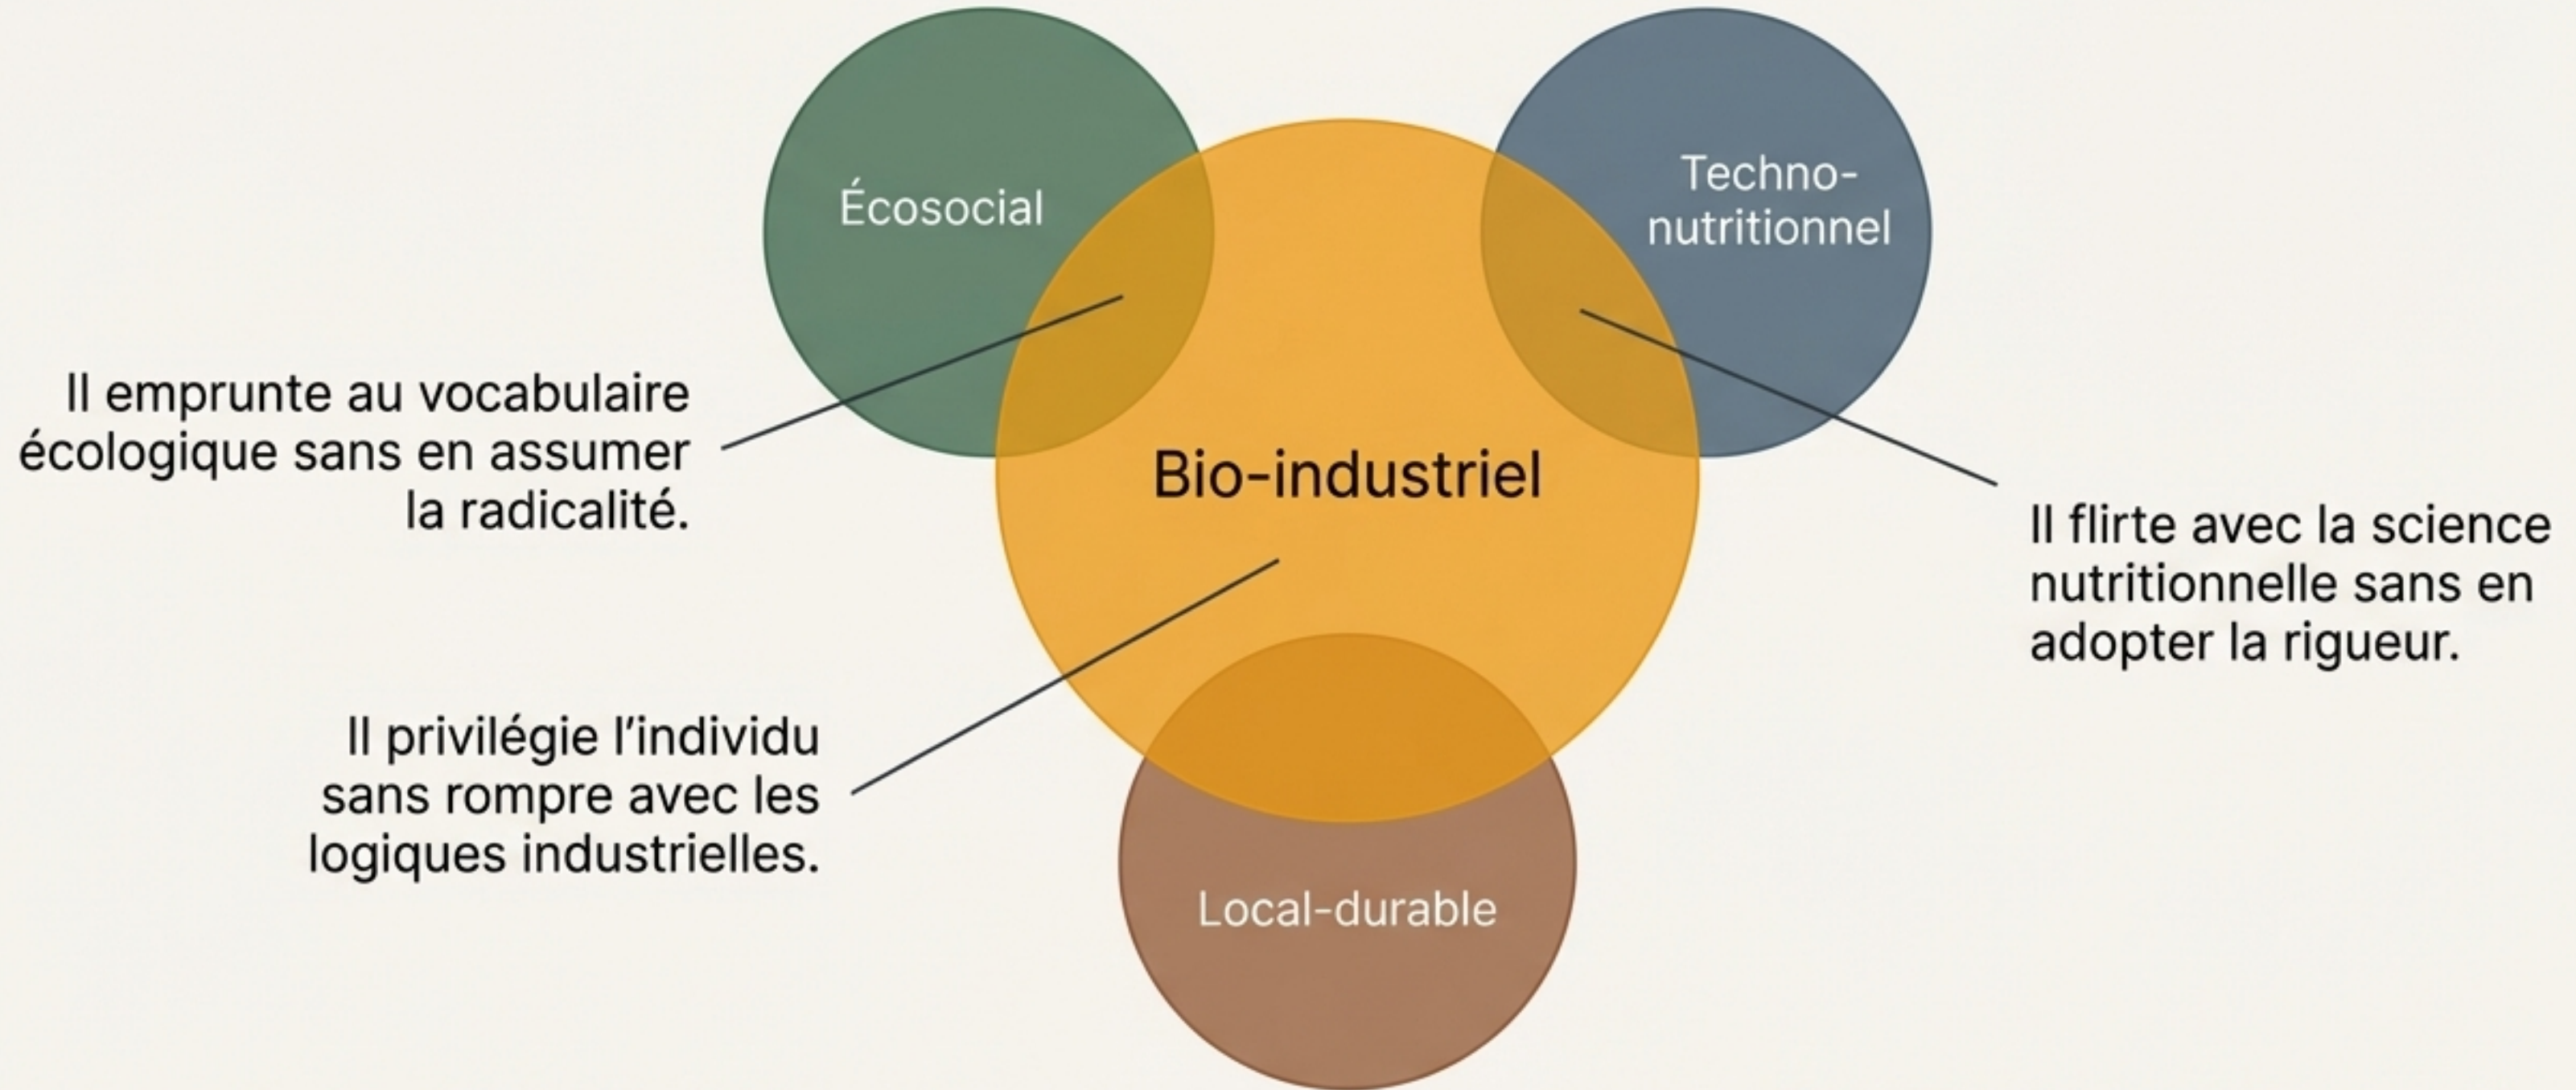 Écosocial
Techno-
nutritionnel
Bio-industriel
Il emprunte au vocabulaire
écologique sans en assumer
la radicalité.
Il flirte avec la science
nutritionnelle sans en
adopter la rigueur.
Il privilégie l’individu
sans rompre avec les
logiques industrielles.
Local-durable